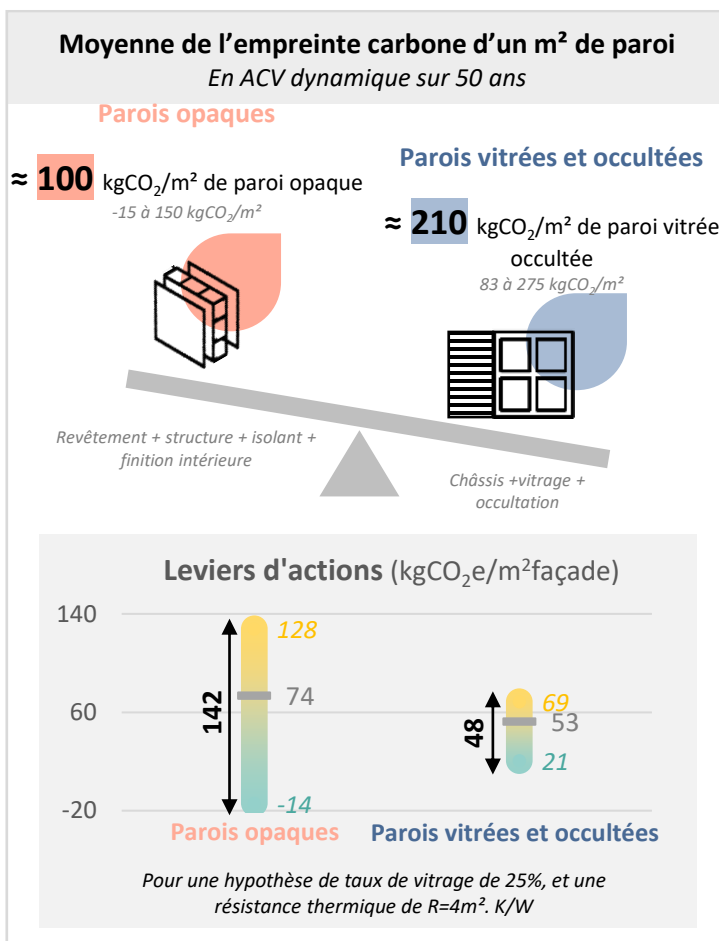 Moyenne de l'empreinte carbone d'un m² de paroi
En ACV dynamique sur 50 ans
Parois opaques
≈ 100 kgCO₂/m² de paroi opaque
-15 à 150 kgCO₂/m²
Parois vitrées et occultées
≈ 210 kgCO₂/m² de paroi vitrée
occultée
83 à 275 kgCO₂/m²
Revêtement + structure + isolant +
finition intérieure
Châssis +vitrage +
occultation
Leviers d'actions (kgCO₂e/m²façade)
140
60
-20
142
128
74
-14
48
69
53
21
Parois opaques
Parois vitrées et occultées
Pour une hypothèse de taux de vitrage de 25%, et une
résistance thermique de R=4m². K/W